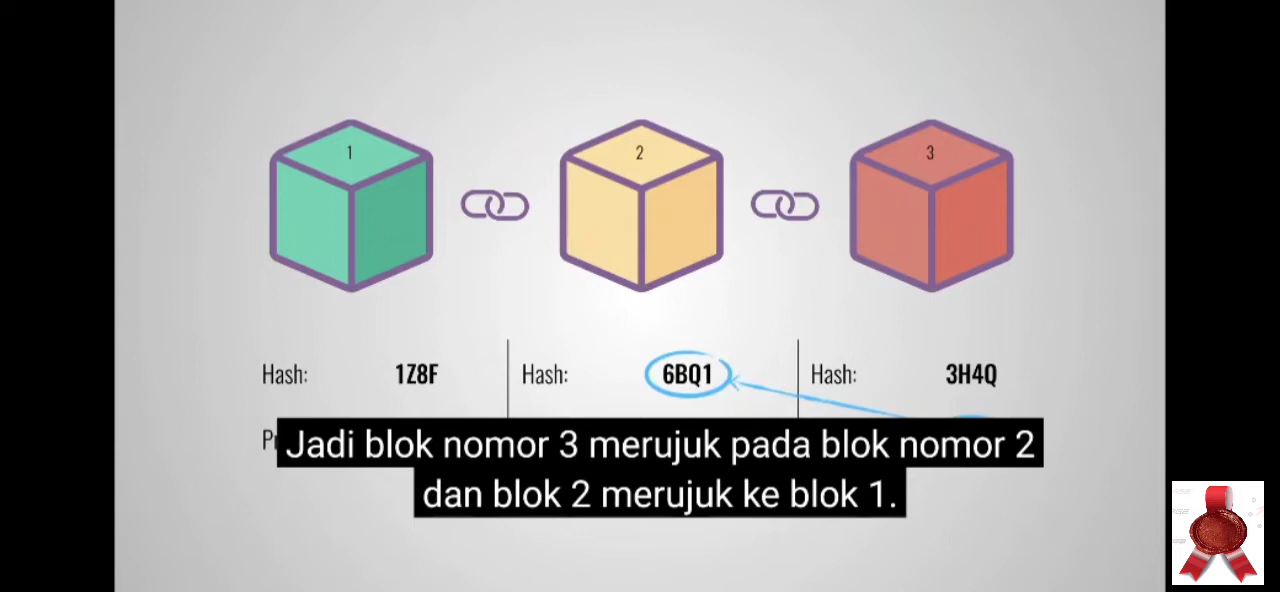 1
2
3
Hash: 1Z8F
Hash: 6BQ1
Hash: 3H4Q
Jadi blok nomor 3 merujuk pada blok nomor 2
dan blok 2 merujuk ke blok 1.